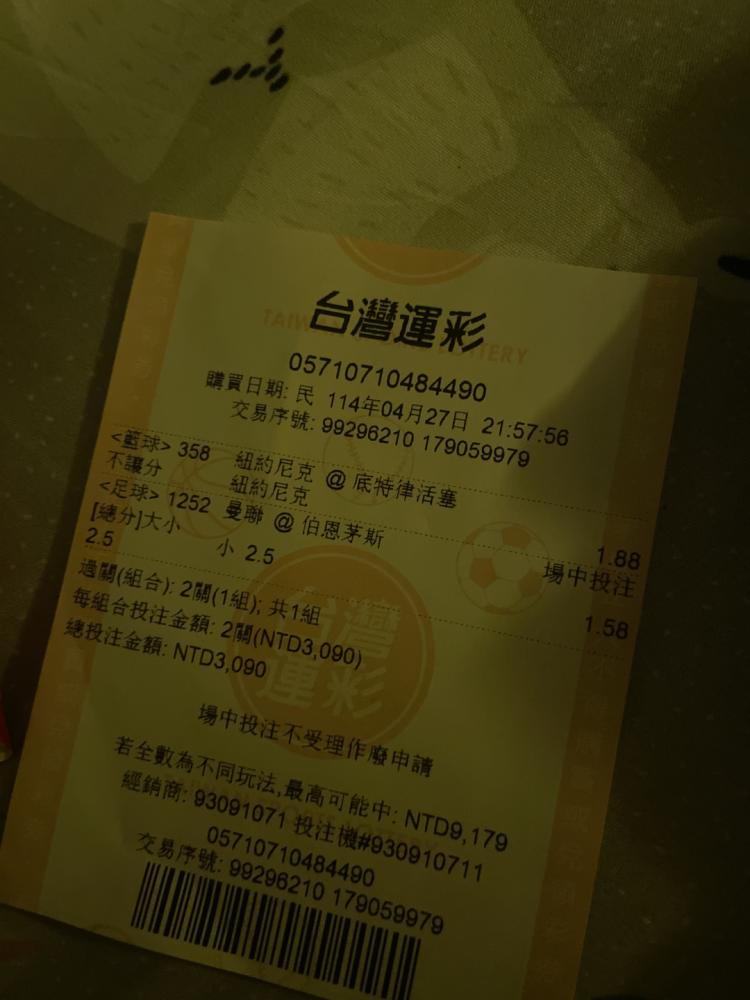 台灣運彩
TAIWAN SPORTS LOTTERY
05710710484490
購買日期: 民 114年04月27日 21:57:56
交易序號: 99296210 179059979
<籃球> 358 紐約尼克 @ 底特律活塞
不讓分 紐約尼克 1.88
<足球> 1252 曼聯 @ 伯恩茅斯 場中投注
[總分]大小
2.5 小 2.5 1.58
過關(組合): 2關(1組); 共1組
每組合投注金額: 2關(NTD3,090)
總投注金額: NTD3,090
台灣
運彩
場中投注不受理作廢申請
若全數為不同玩法,最高可能中: NTD9,179
經銷商: 93091071 投注機#930910711
05710710484490
交易序號: 99296210 179059979